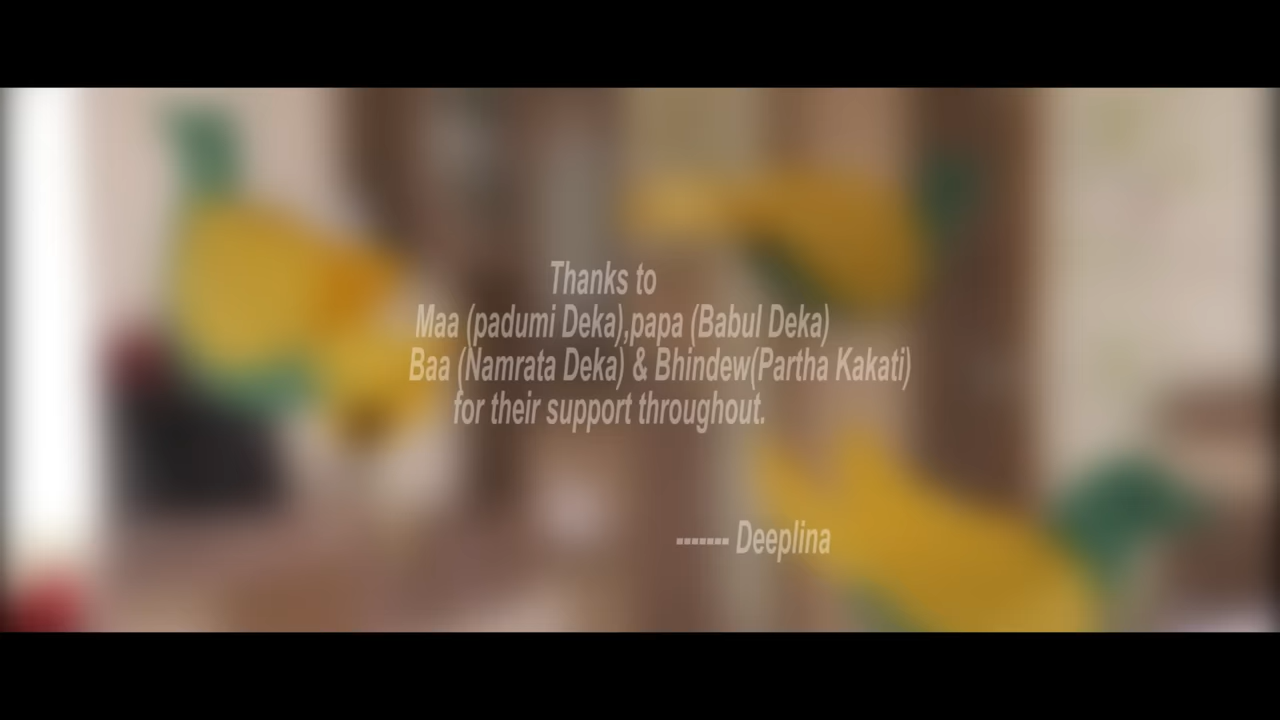 Thanks to
Maa (padumi Deka),papa (Babul Deka)
Baa (Namrata Deka) & Bhindew(Partha Kakati)
for their support throughout.
------- Deeplina